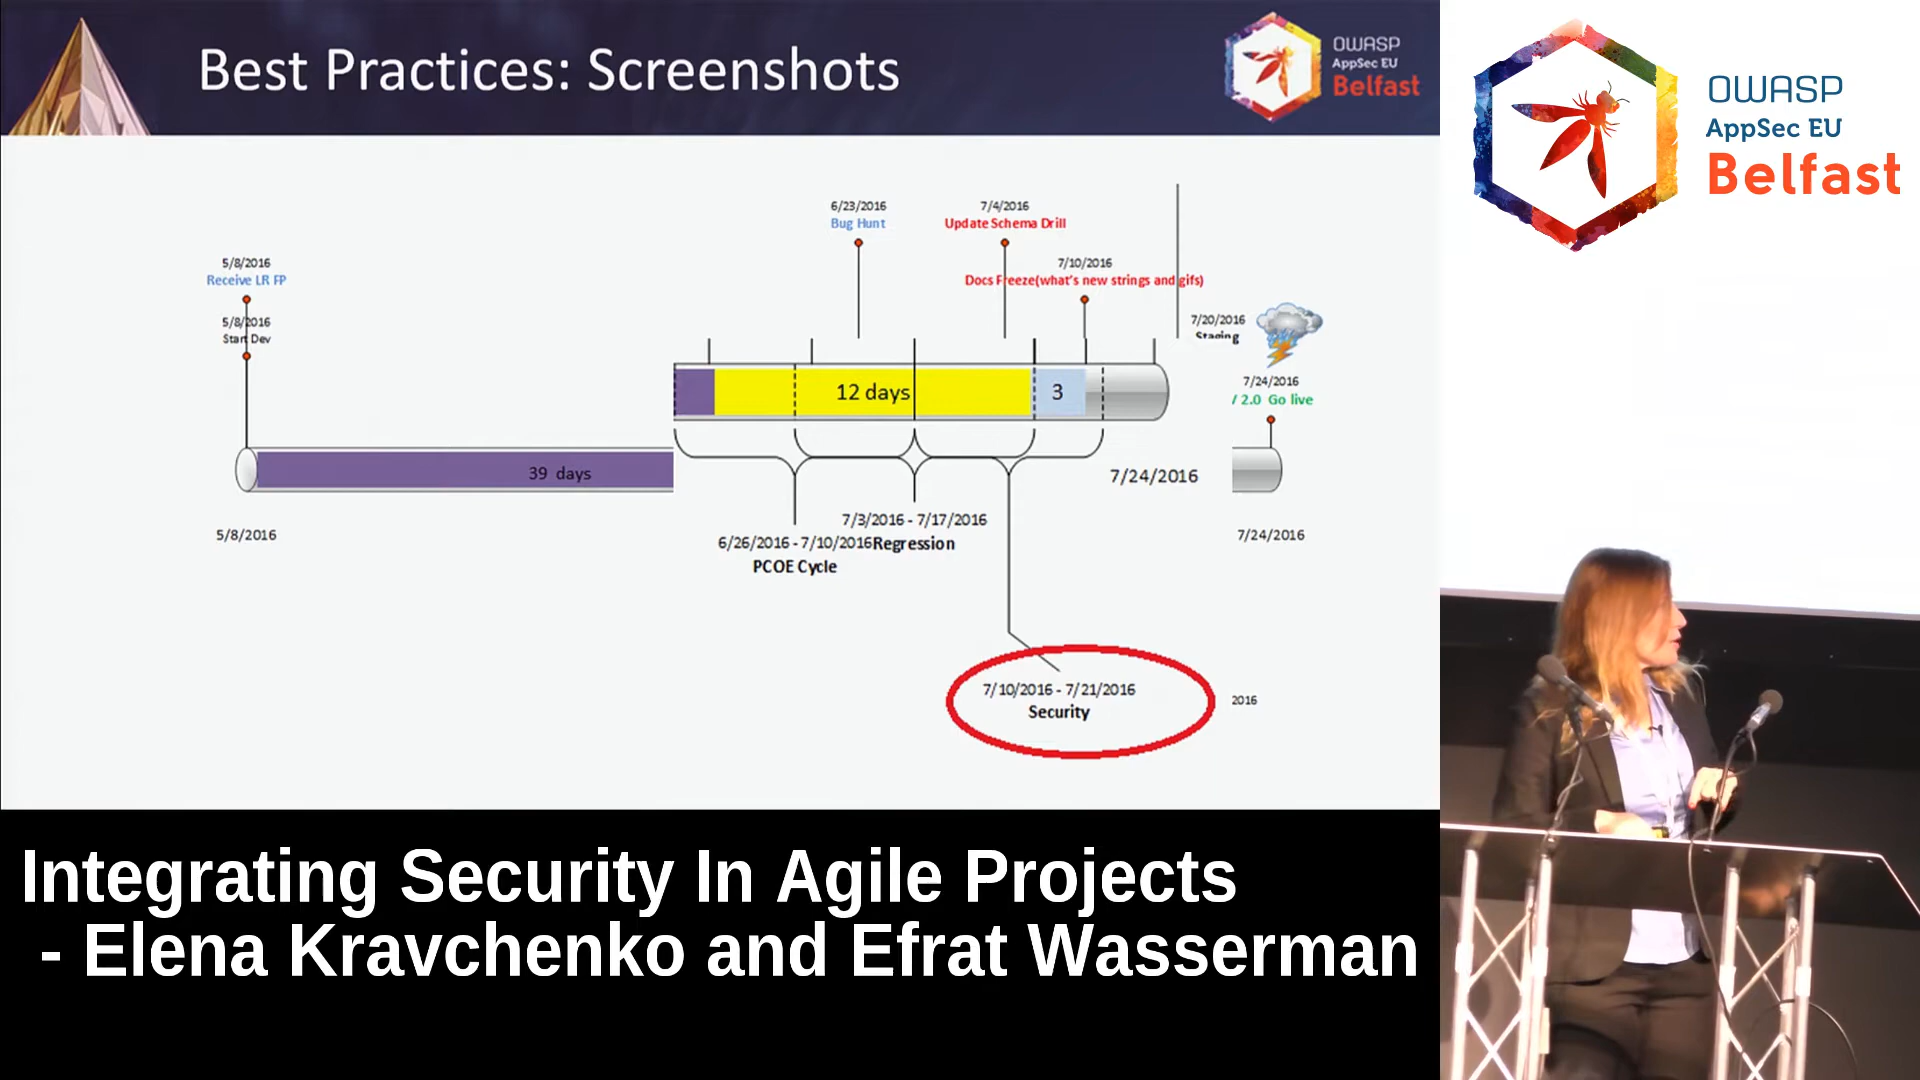 Best Practices: Screenshots
OWASP
AppSec EU
Belfast
OWASP
AppSec EU
Belfast
6/23/2016
Bug Hunt
7/4/2016
Update Schema Drill
5/8/2016
Receive LR FP
7/10/2016
Docs Freeze(what's new strings and gifs)
5/8/2016
Start Dev
7/20/2016
Staging
7/24/2016
2.0 Go live
12 days
3
39 days
7/24/2016
5/8/2016
7/3/2016 - 7/17/2016
Regression
6/26/2016 - 7/10/2016
PCOE Cycle
7/24/2016
7/10/2016 - 7/21/2016
Security
2016
Integrating Security In Agile Projects
- Elena Kravchenko and Efrat Wasserman